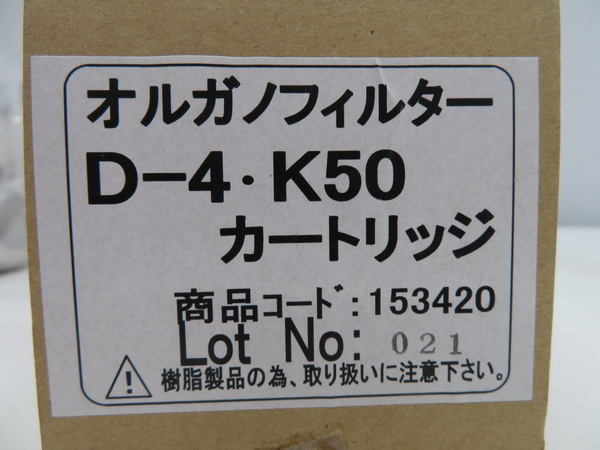 オルガノフィルター
D-4・K50
カートリッジ
商品コード:153420
Lot No: 021
樹脂製品の為、取り扱いに注意下さい。